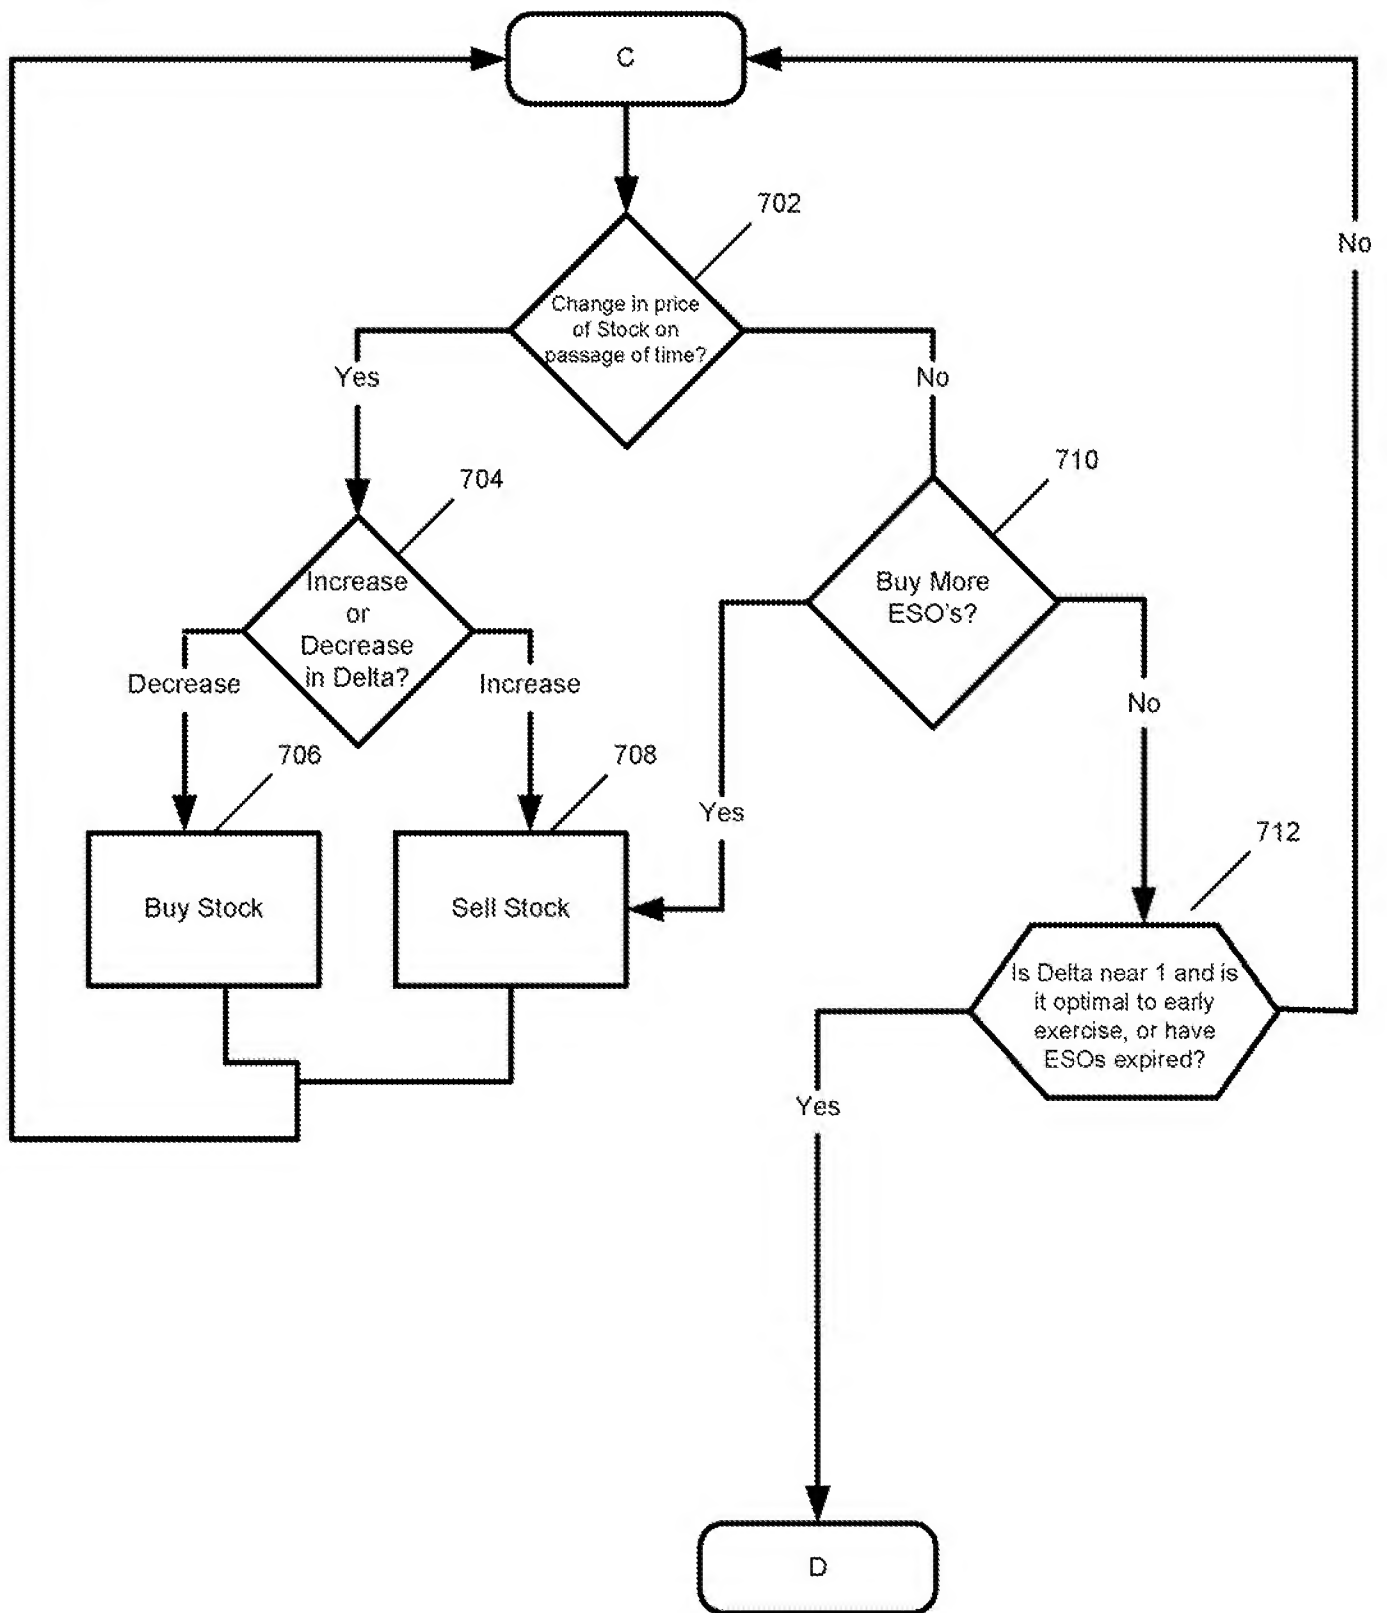 C
702
No
Change in price
of Stock on
passage of time?
Yes
No
710
704
Increase
or
Decrease
in Delta?
Buy More
ESO's?
Decrease
Increase
No
706
708
Yes
712
Buy Stock
Sell Stock
Is Delta near 1 and is
it optimal to early
exercise, or have
ESOs expired?
Yes
D